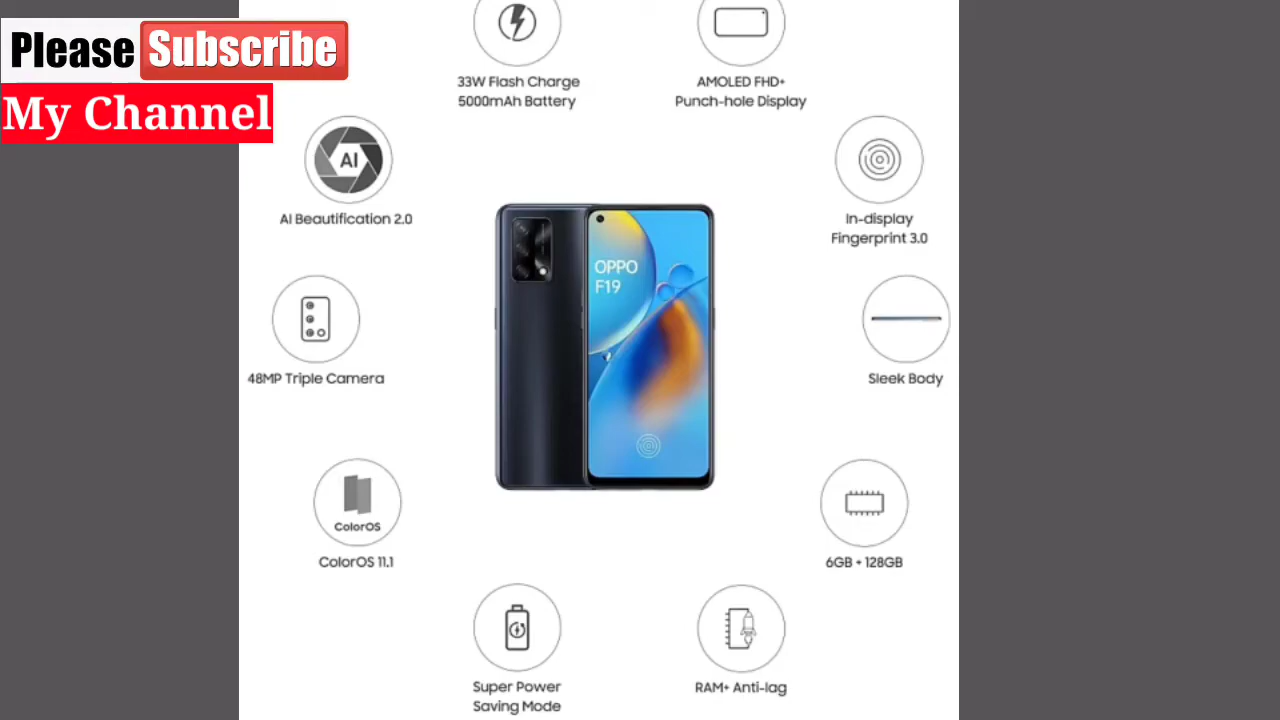 Please Subscribe
My Channel
33W Flash Charge
5000mAh Battery
AMOLED FHD+
Punch-hole Display
AI
AI Beautification 2.0
In-display
Fingerprint 3.0
OPPO
F19
48MP Triple Camera
Sleek Body
ColorOS
ColorOS 11.1
6GB + 128GB
Super Power
Saving Mode
RAM+ Anti-lag